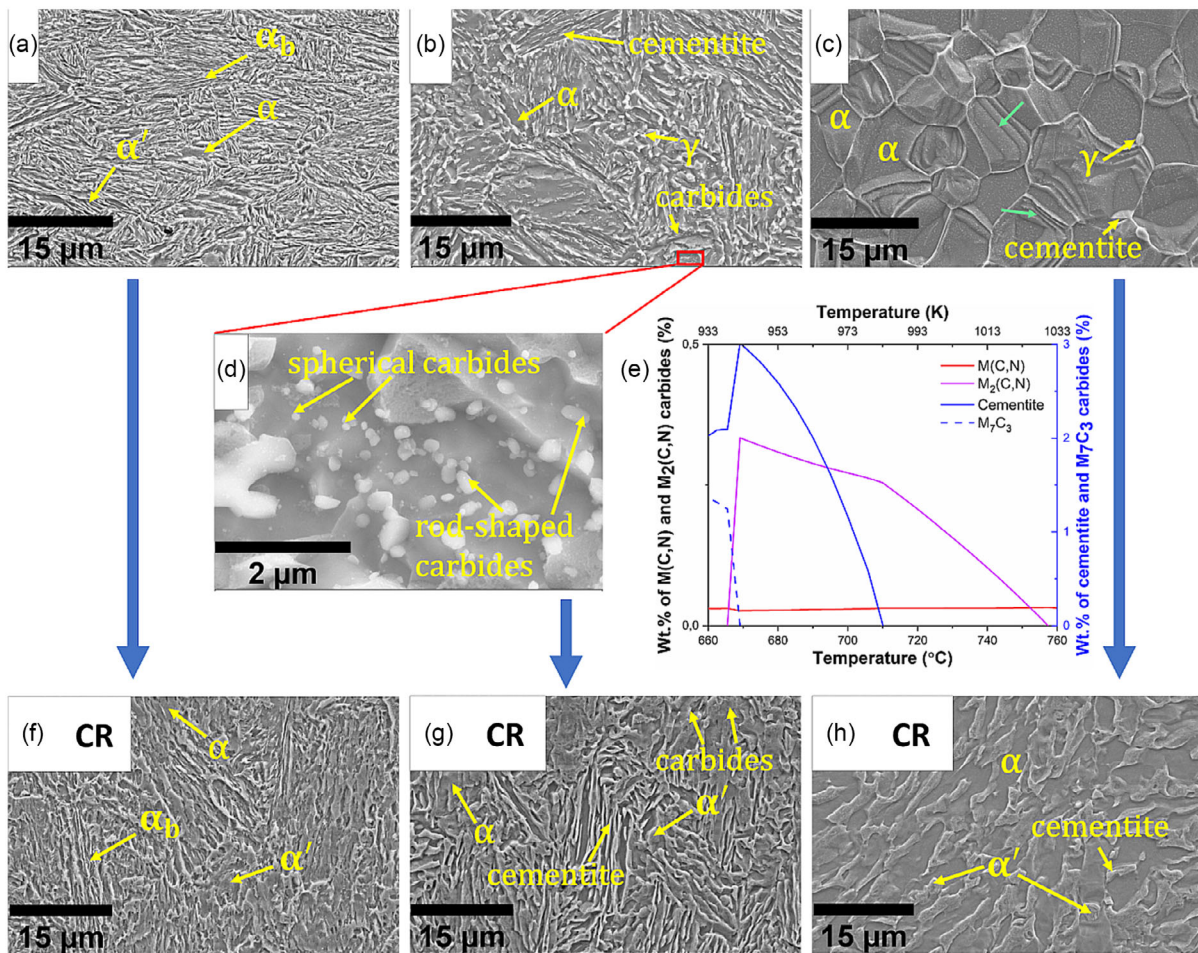 (a)
α_b
α
α′
15 µm
(b)
cementite
α
γ
carbides
15 µm
(c)
α
α
γ
cementite
15 µm
(d)
spherical carbides
rod-shaped
carbides
2 µm
(e)
Temperature (K)
933 953 973 993 1013 1033
Wt.% of M(C,N) and M₂(C,N) carbides (%)
0,5
0,0
M(C,N)
M₂(C,N)
Cementite
M₇C₃
3
2
1
0
Wt.% of cementite and M₇C₃ carbides (%)
660 680 700 720 740 760
Temperature (°C)
(f) CR
α
α_b
α′
15 µm
(g) CR
carbides
α
α′
cementite
15 µm
(h) CR
α
cementite
α′
15 µm